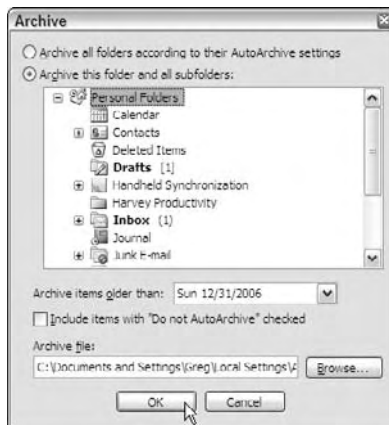 Archive
Archive all folders according to their AutoArchive settings
Archive this folder and all subfolders:
Personal Folders
Calendar
Contacts
Deleted Items
Drafts [1]
Handheld Synchronization
Harvey Productivity
Inbox (1)
Journal
Junk E-mail
Archive items older than: Sun 12/31/2006
Include items with "Do not AutoArchive" checked
Archive file:
C:\Documents and Settings\Greg\Local Settings\A Browse...
OK Cancel